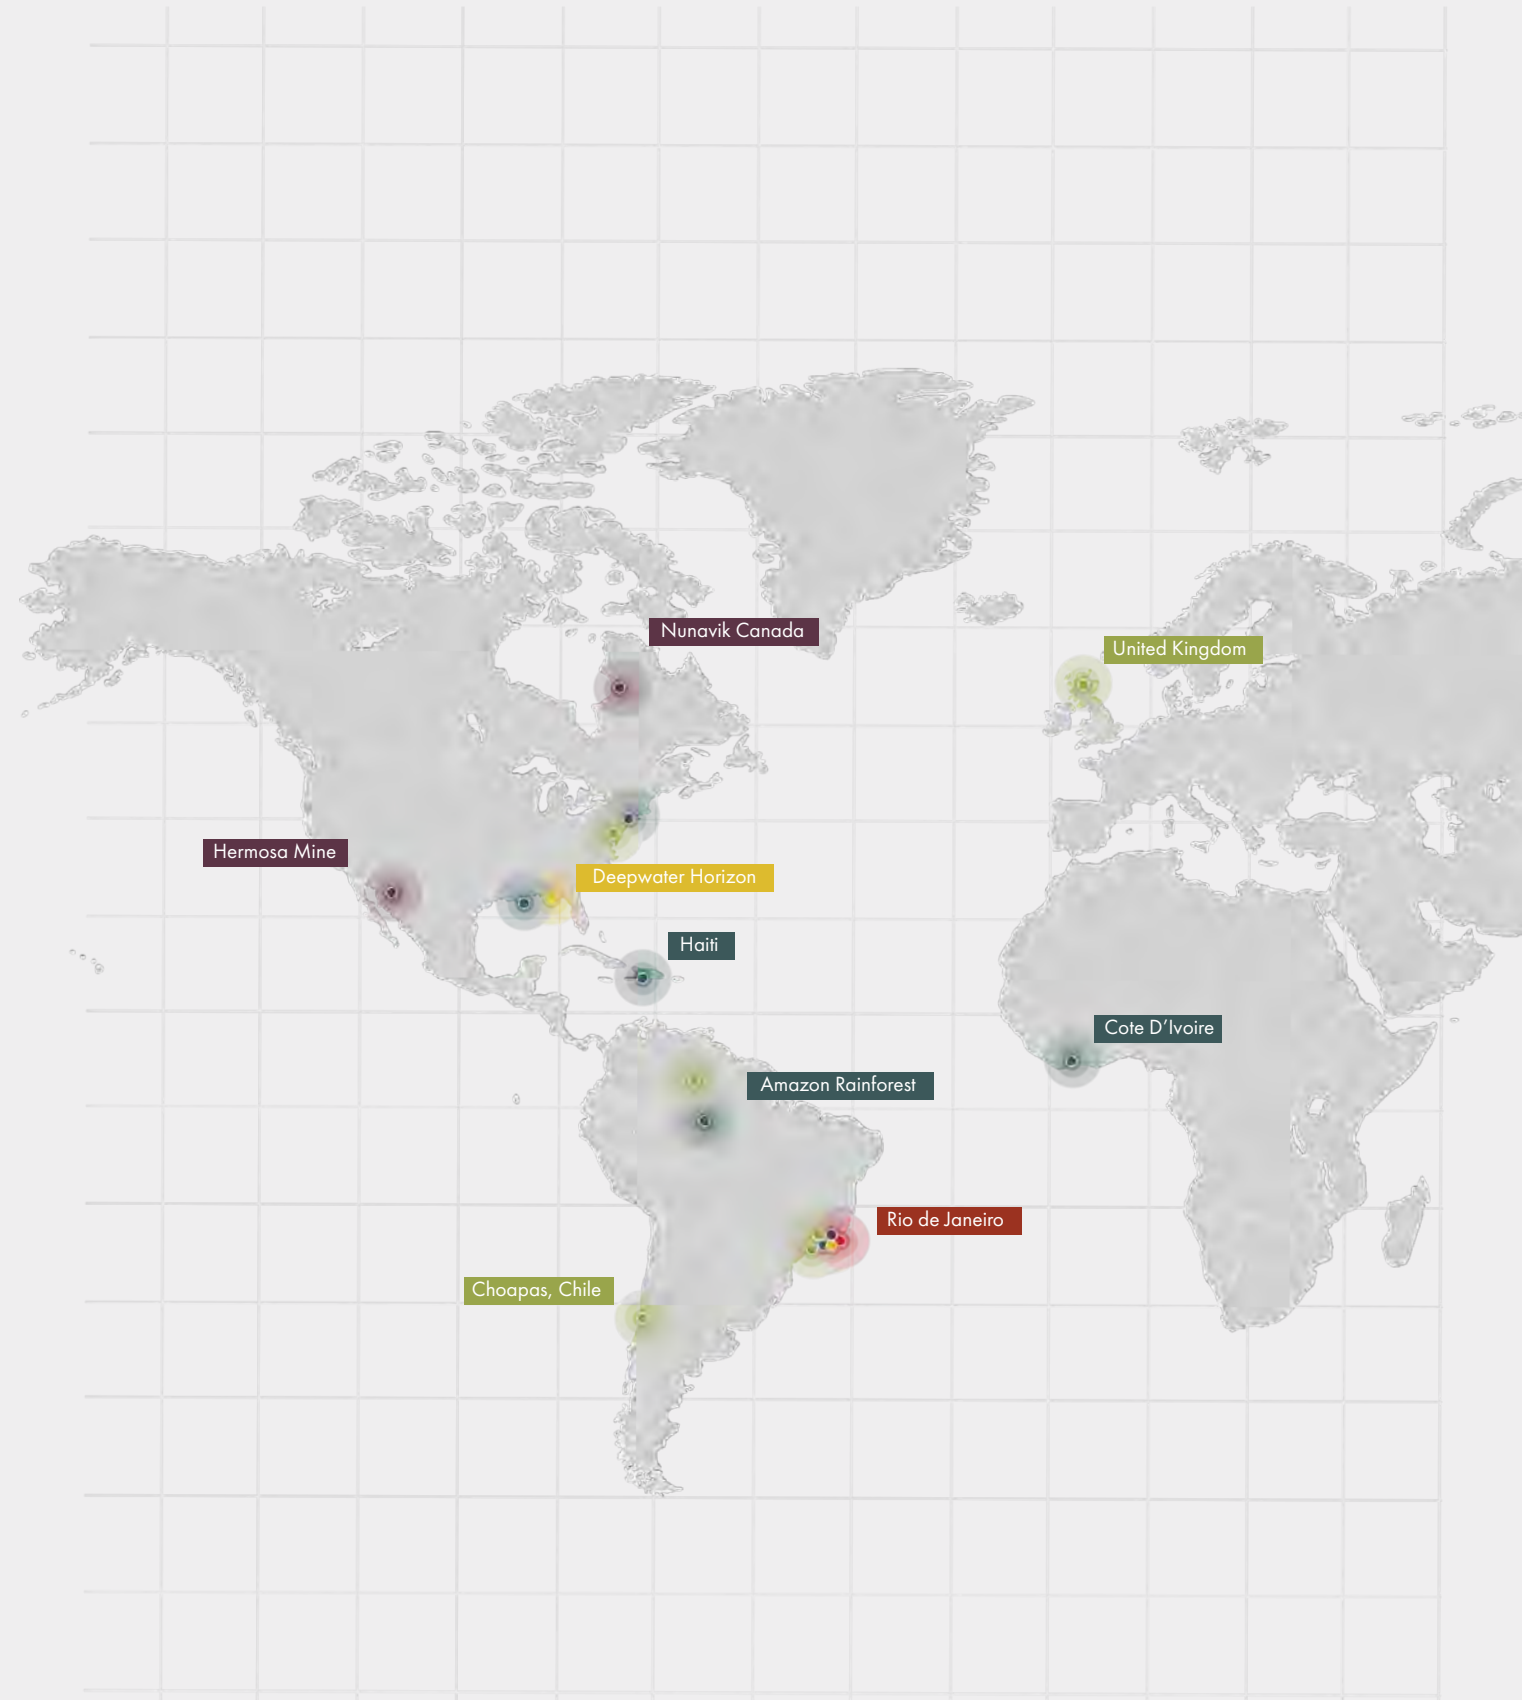 Nunavik Canada
United Kingdom
Hermosa Mine
Deepwater Horizon
Haiti
Cote D’Ivoire
Amazon Rainforest
Rio de Janeiro
Choapas, Chile